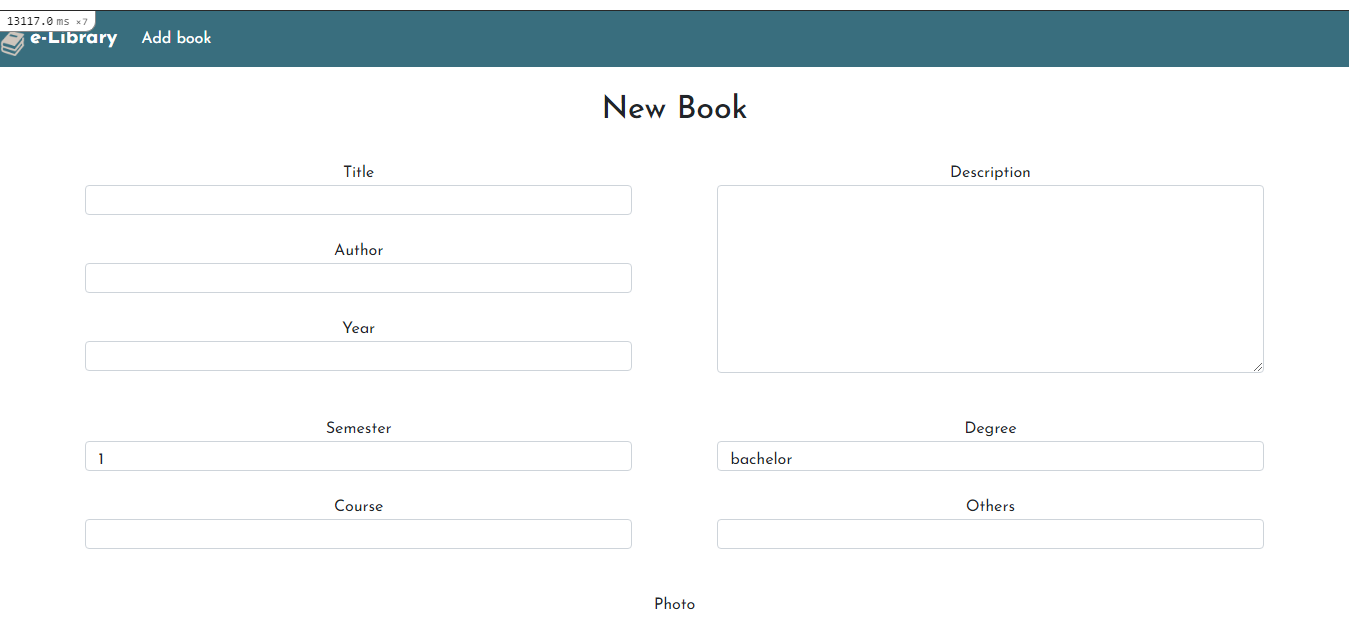 13117.0 ms ×7
e-Library Add book
New Book
Title
Description
Author
Year
Semester
Degree
1
bachelor
Course
Others
Photo